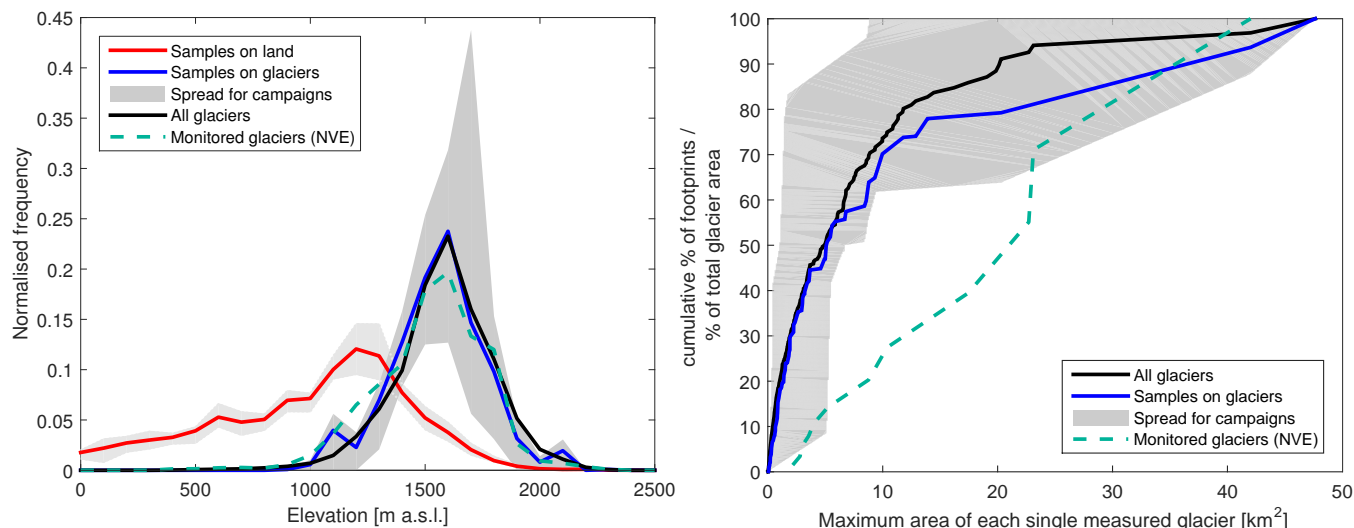 0.45
0.4
0.35
0.3
0.25
0.2
0.15
0.1
0.05
0
Normalised frequency
Samples on land
Samples on glaciers
Spread for campaigns
All glaciers
Monitored glaciers (NVE)
0 500 1000 1500 2000 2500
Elevation [m a.s.l.]
100
90
80
70
60
50
40
30
20
10
0
cumulative % of footprints /
% of total glacier area
All glaciers
Samples on glaciers
Spread for campaigns
Monitored glaciers (NVE)
0 10 20 30 40 50
Maximum area of each single measured glacier [km²]